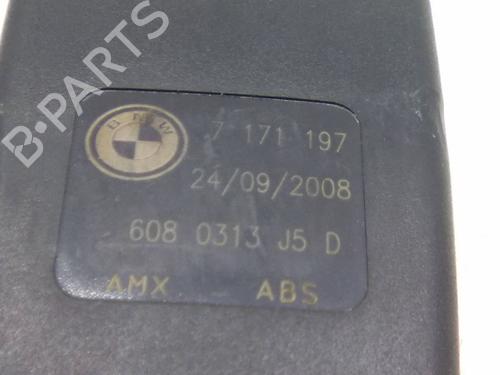 B-PARTS
BMW
7 171 197
24/09/2008
608 0313 J5 D
AMX ABS